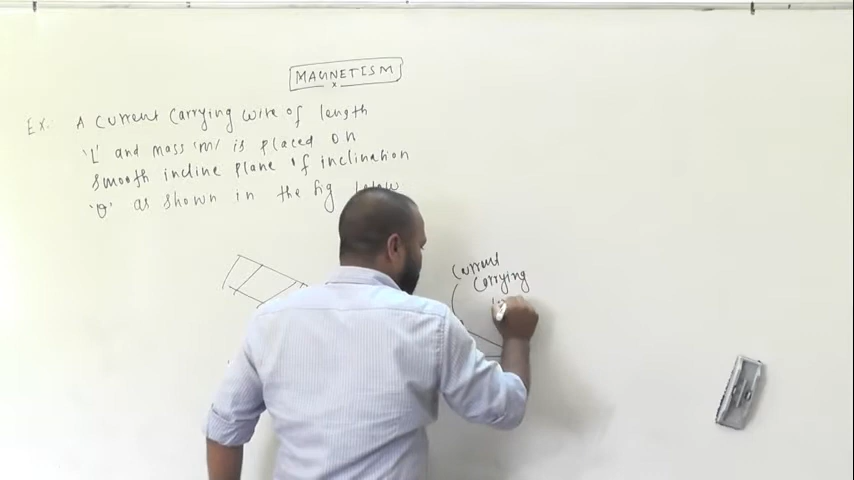 MAGNETISM
x
Ex: A current carrying wire of length
'L' and mass 'm' is placed on
smooth incline plane of inclination
'θ' as shown in the fig below
Current
Carrying